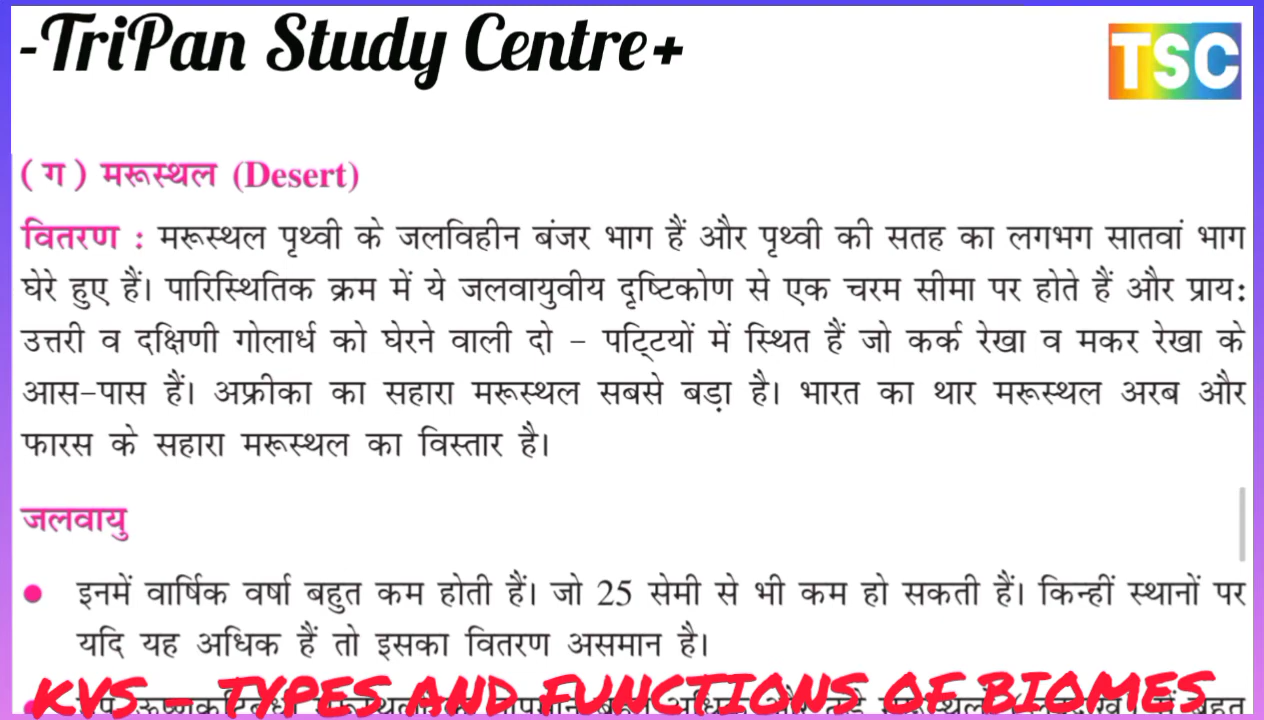 -TriPan Study Centre+
TSC
( ग ) मरूस्थल (Desert)
वितरण : मरूस्थल पृथ्वी के जलविहीन बंजर भाग हैं और पृथ्वी की सतह का लगभग सातवां भाग
घेरे हुए हैं। पारिस्थितिक क्रम में ये जलवायुवीय दृष्टिकोण से एक चरम सीमा पर होते हैं और प्राय:
उत्तरी व दक्षिणी गोलार्ध को घेरने वाली दो - पट्टियों में स्थित हैं जो कर्क रेखा व मकर रेखा के
आस-पास हैं। अफ्रीका का सहारा मरूस्थल सबसे बड़ा है। भारत का थार मरूस्थल अरब और
फारस के सहारा मरूस्थल का विस्तार है।
जलवायु
● इनमें वार्षिक वर्षा बहुत कम होती हैं। जो 25 सेमी से भी कम हो सकती हैं। किन्हीं स्थानों पर
यदि यह अधिक हैं तो इसका वितरण असमान है।
KVS - TYPES AND FUNCTIONS OF BIOMES